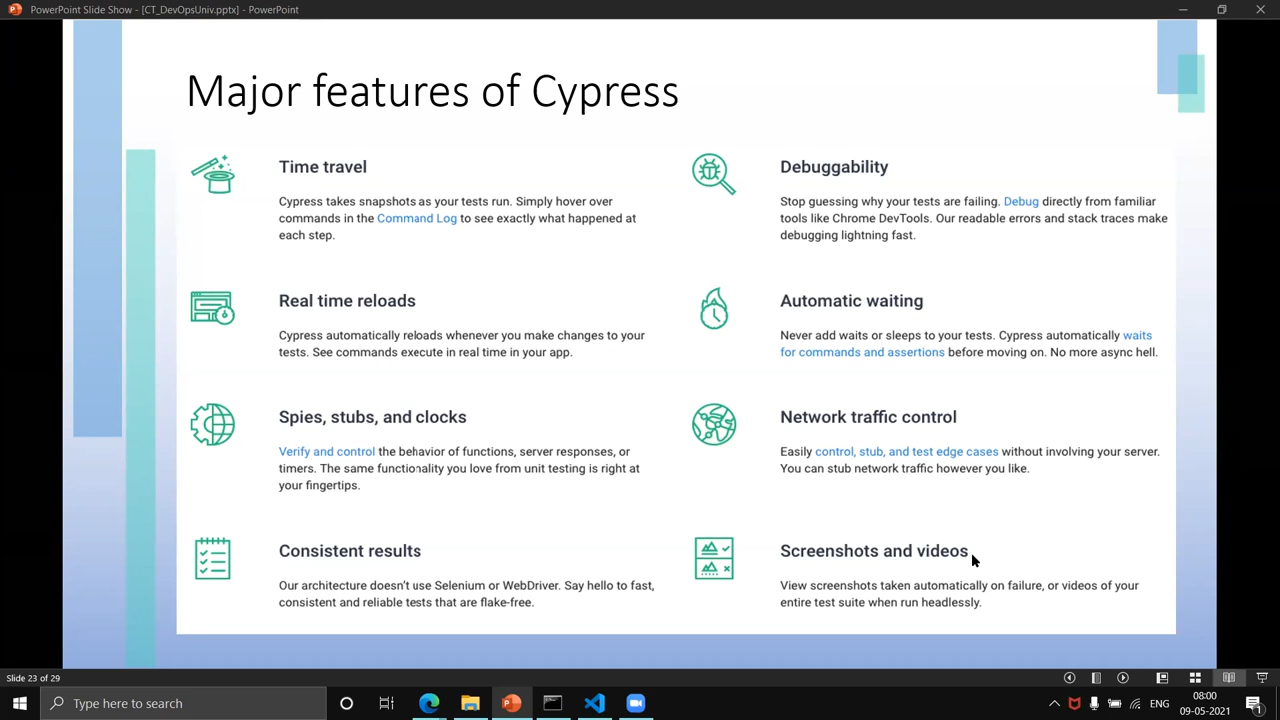 PowerPoint Slide Show - [CT_DevOpsUniv.pptx] - PowerPoint
Major features of Cypress
Time travel
Cypress takes snapshots as your tests run. Simply hover over
commands in the Command Log to see exactly what happened at
each step.
Debuggability
Stop guessing why your tests are failing. Debug directly from familiar
tools like Chrome DevTools. Our readable errors and stack traces make
debugging lightning fast.
Real time reloads
Cypress automatically reloads whenever you make changes to your
tests. See commands execute in real time in your app.
Automatic waiting
Never add waits or sleeps to your tests. Cypress automatically waits
for commands and assertions before moving on. No more async hell.
Spies, stubs, and clocks
Verify and control the behavior of functions, server responses, or
timers. The same functionality you love from unit testing is right at
your fingertips.
Network traffic control
Easily control, stub, and test edge cases without involving your server.
You can stub network traffic however you like.
Consistent results
Our architecture doesn't use Selenium or WebDriver. Say hello to fast,
consistent and reliable tests that are flake-free.
Screenshots and videos
View screenshots taken automatically on failure, or videos of your
entire test suite when run headlessly.
Slide 23 of 29
Type here to search
ENG
08:00
09-05-2021
1